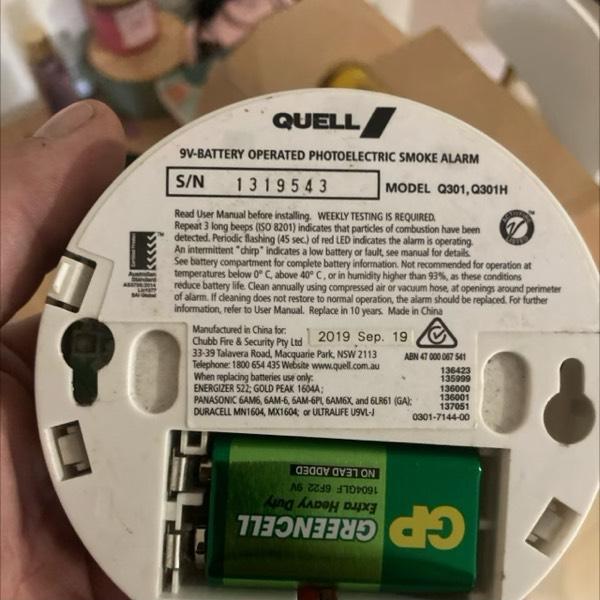 QUELL
9V-BATTERY OPERATED PHOTOELECTRIC SMOKE ALARM
S/N 1319543
MODEL Q301,Q301H
Read User Manual before installing. WEEKLY TESTING IS REQUIRED.
Repeat 3 long beeps (ISO 8201) indicates that particles of combustion have been
detected. Periodic flashing (45 sec.) of red LED indicates the alarm is operating.
An intermittent "chirp" indicates a low battery or fault, see manual for details.
See battery compartment for complete battery information. Not recommended for operation at
temperatures below 0° C, above 40° C, or in humidity higher than 93%, as these conditions
reduce battery life. Clean annually using compressed air or vacuum hose, at openings around perimeter
of alarm. If cleaning does not restore to normal operation, the alarm should be replaced. For further
information, refer to User Manual. Replace in 10 years. Made in China
Australian
Standard
AS3786:2014
SAI Global
Manufactured in China for:
Chubb Fire & Security Pty Ltd
2019 Sep. 19
33-39 Talavera Road, Macquarie Park, NSW 2113
ABN 47 000 067 541
Telephone: 1800 654 435 Website www.quell.com.au
When replacing batteries use only:
ENERGIZER 522; GOLD PEAK 1604A;
PANASONIC 6AM6, 6AM-6, 6AM-6PI, 6AM6X, and 6LR61 (GA);
DURACELL MN1604, MX1604; or ULTRALIFE U9VL-J
136423
135999
136000
136001
137051
0301-7144-00
GP GREENCELL
Extra Heavy Duty
1604GLF 6F22 9V
NO LEAD ADDED